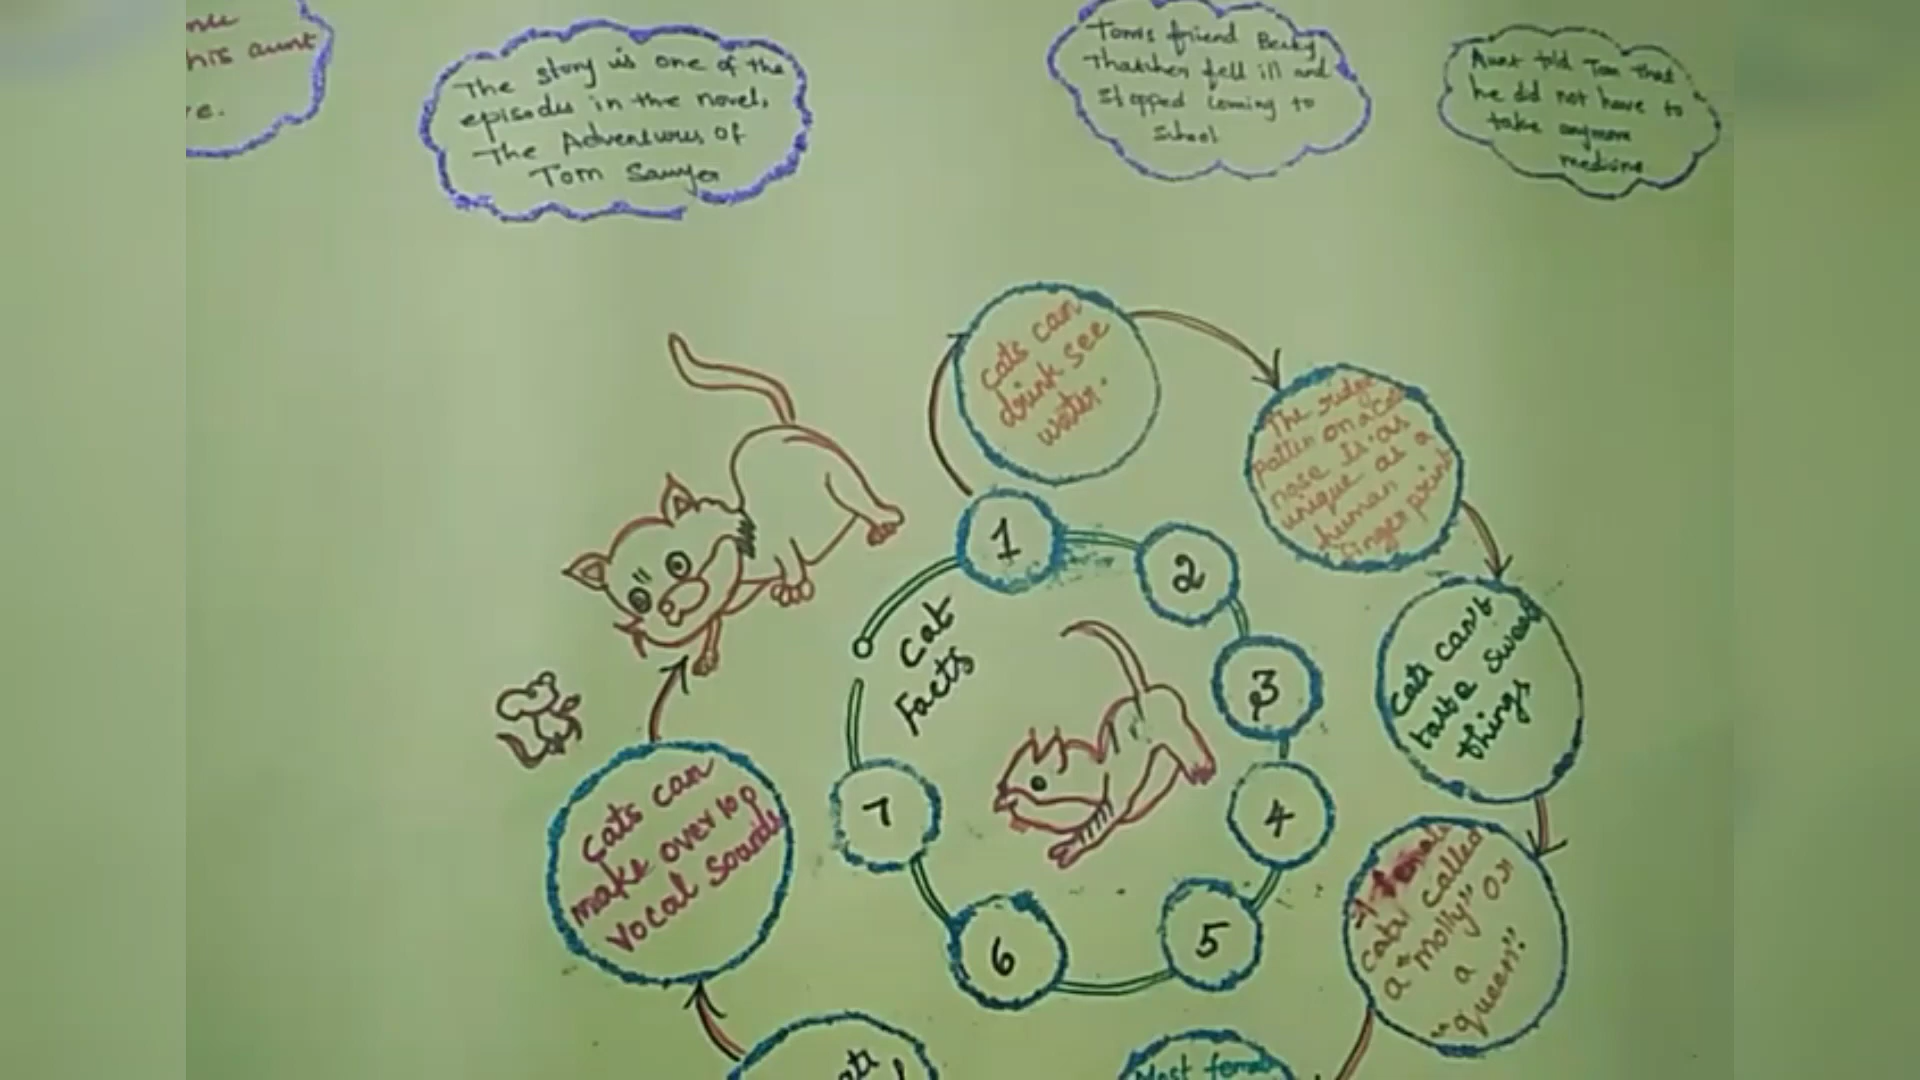 his aunt
The story is one of the
episodes in the novel,
The Adventures of
Tom Sawyer
Tom's friend Becky
Thatcher fell ill and
stopped coming to
school
Aunt told Tom that
he did not have to
take anymore
medicine
Cats can
drink see
water.
The ridge
patten on a cat
nose is as
unique as a
human
finger print
Cats can't
taste sweet
things
A female
cats called
a "molly" or
a
"queen".
Most female
Cats can
make over 100
vocal sounds
Cat
Facts
1
2
3
4
5
6
7